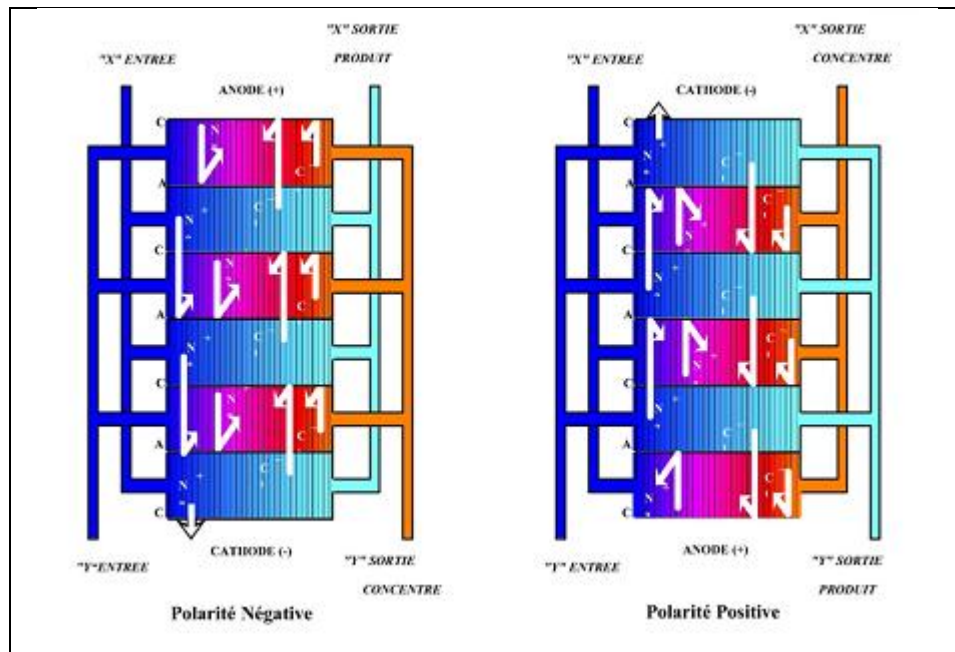 "X" SORTIE
PRODUIT
"X" ENTREE
ANODE (+)
C
A
C
A
C
A
C
CATHODE (-)
"Y" ENTREE
"Y" SORTIE
CONCENTRE
Polarité Négative
"X" SORTIE
CONCENTRE
"X" ENTREE
CATHODE (-)
C
A
C
A
C
A
C
ANODE (+)
"Y" ENTREE
"Y" SORTIE
PRODUIT
Polarité Positive